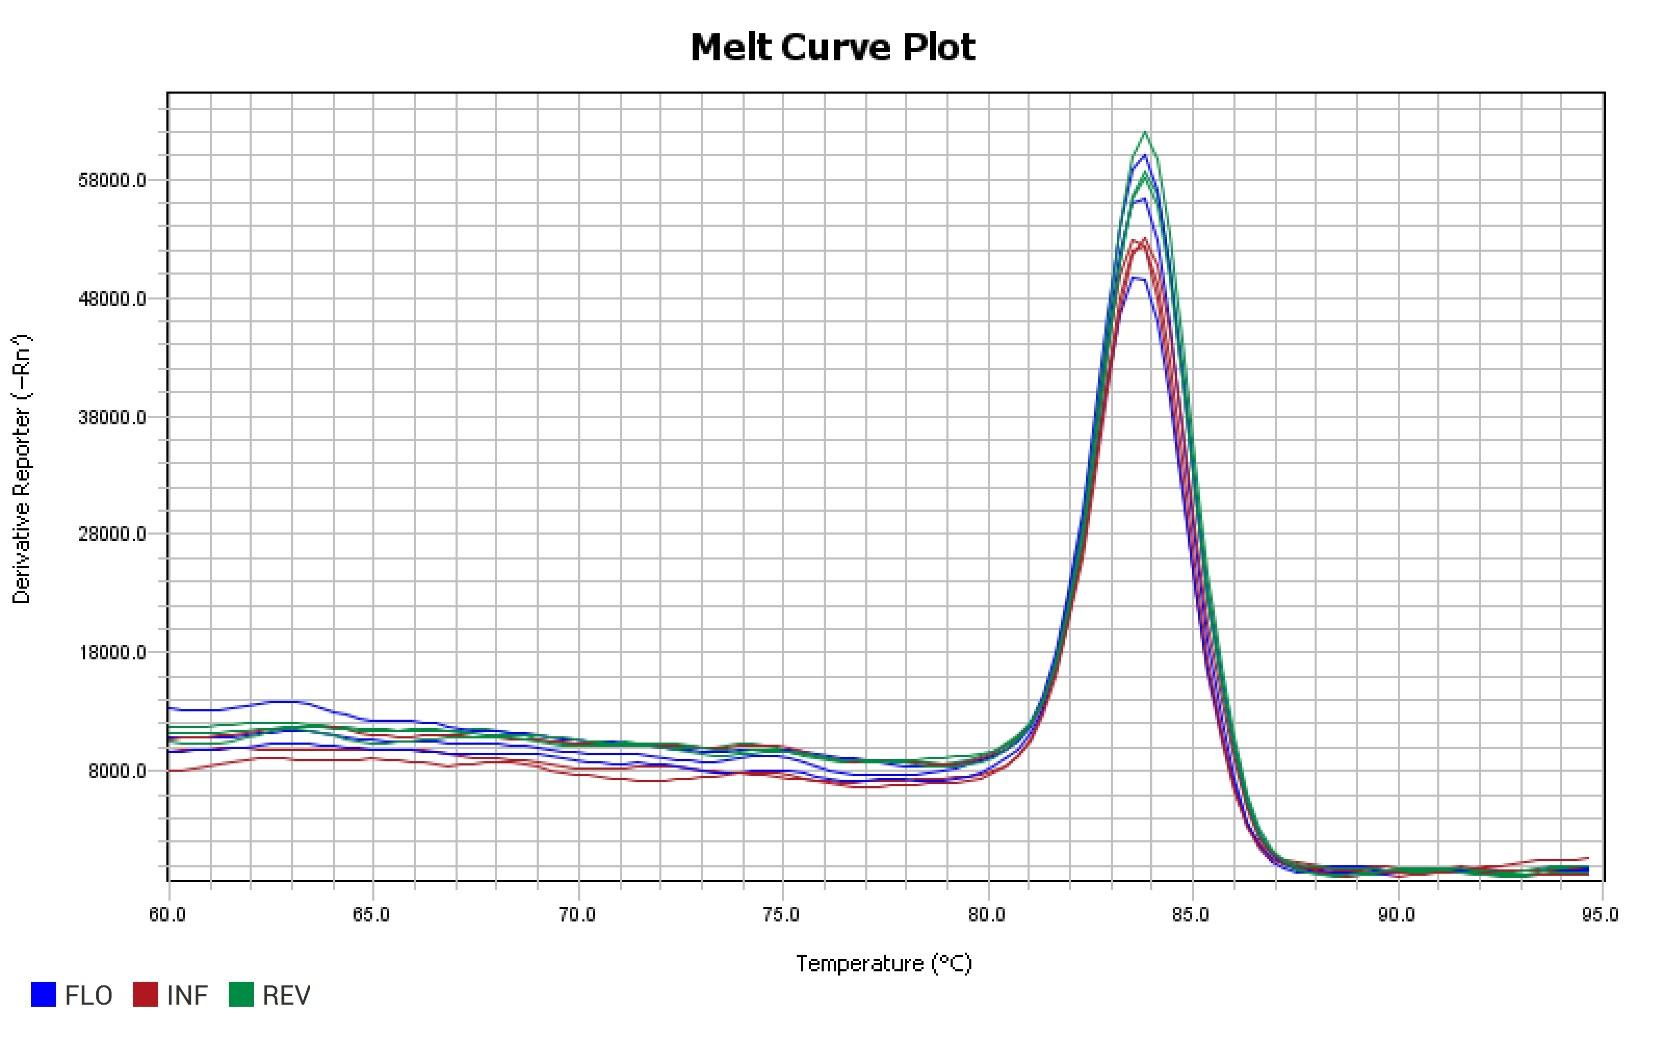 Melt Curve Plot
Derivative Reporter (-Rn')
58000.0
48000.0
38000.0
28000.0
18000.0
8000.0
60.0 65.0 70.0 75.0 80.0 85.0 90.0 95.0
Temperature (°C)
FLO INF REV